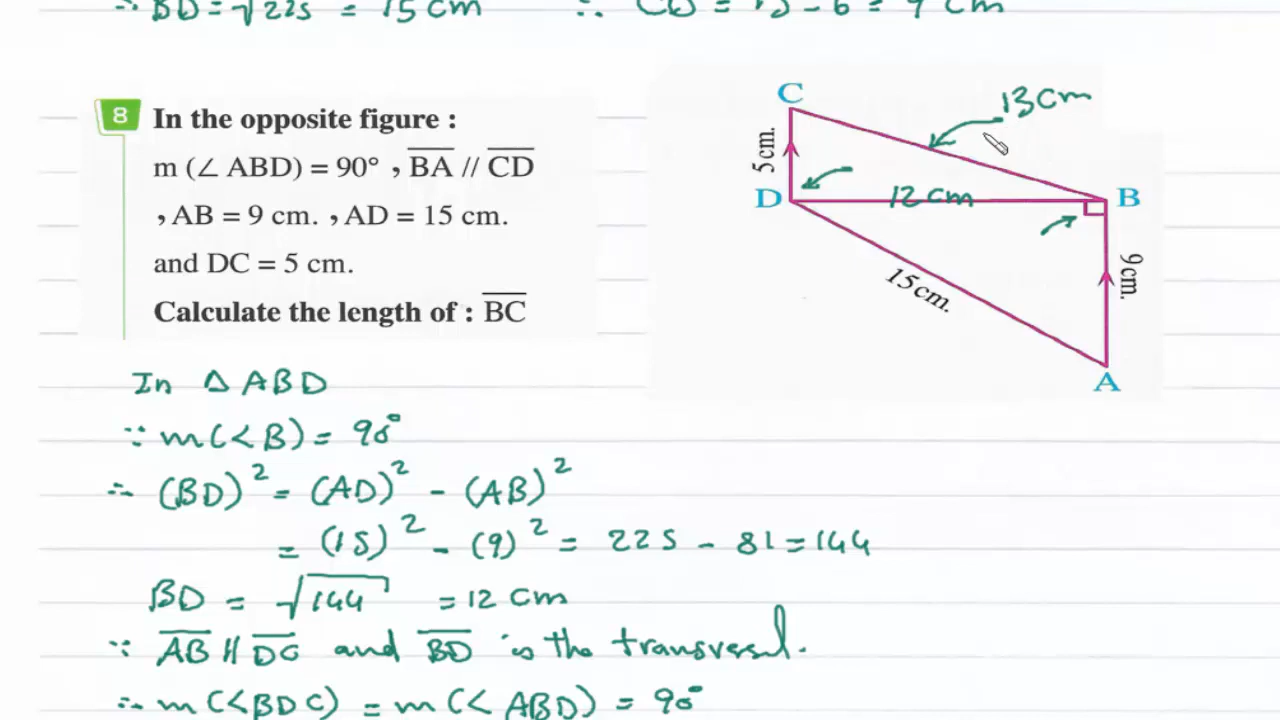 ∴ BD = √225 = 15 cm ∴ CD = 15 - 6 = 9 cm
8 In the opposite figure :
m (∠ ABD) = 90° , BA // CD
, AB = 9 cm. , AD = 15 cm.
and DC = 5 cm.
Calculate the length of : BC
C
13 cm
5 cm.
D
12 cm
B
15 cm.
9 cm.
A
In Δ ABD
∵ m(<B) = 90°
∴ (BD)² = (AD)² - (AB)²
= (15)² - (9)² = 225 - 81 = 144
BD = √144 = 12 cm
∵ AB // DC and BD is the transversal.
∴ m(<BDC) = m(<ABD) = 90°